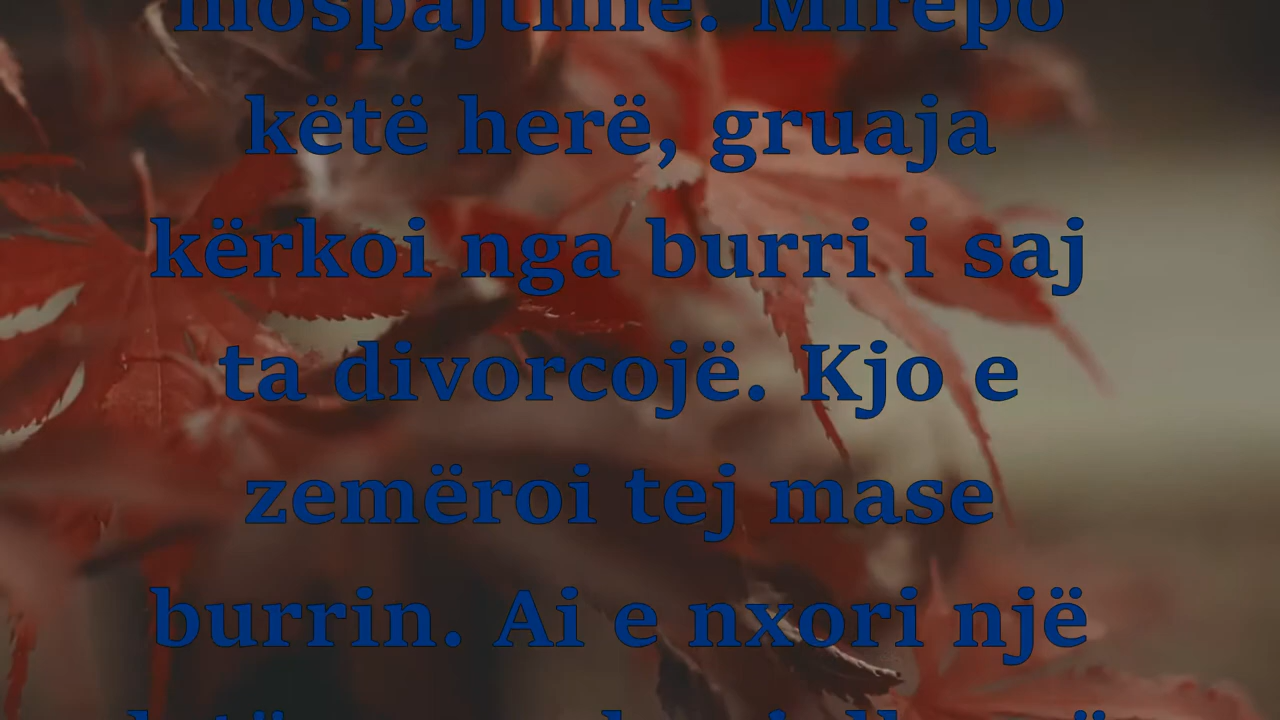 mospajtime. Mirëpo
këtë herë, gruaja
kërkoi nga burri i saj
ta divorcojë. Kjo e
zemëroi tej mase
burrin. Ai e nxori një